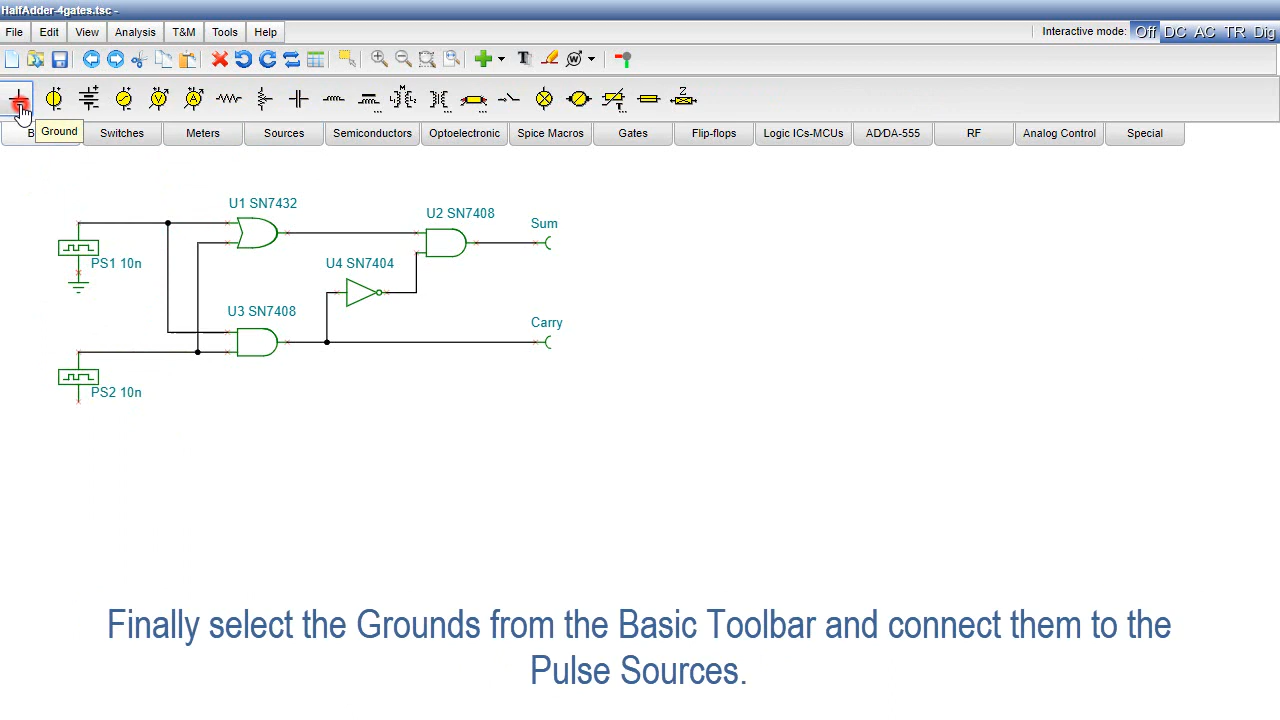 HalfAdder-4gates.tsc -
File Edit View Analysis T&M Tools Help
Interactive mode: Off DC AC TR Dig
Ground
Switches Meters Sources Semiconductors Optoelectronic Spice Macros Gates Flip-flops Logic ICs-MCUs AD/DA-555 RF Analog Control Special
U1 SN7432
U2 SN7408
Sum
PS1 10n
U4 SN7404
U3 SN7408
Carry
PS2 10n
Finally select the Grounds from the Basic Toolbar and connect them to the
Pulse Sources.